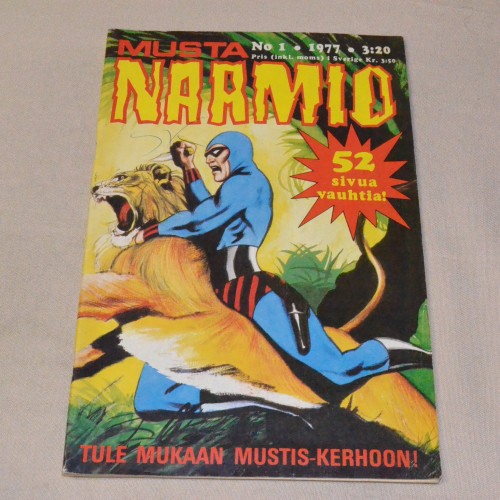 MUSTA
No 1 • 1977 • 3:20
Pris (inkl. moms) i Sverige Kr. 3:50
NAAMIO
52
sivua
vauhtia!
TULE MUKAAN MUSTIS-KERHOON!